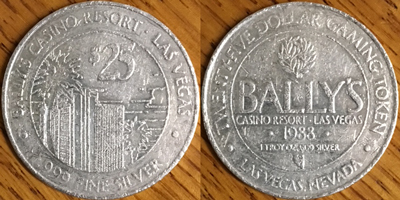 BALLY'S CASINO RESORT · LAS VEGAS
$25
.999 FINE SILVER
TWENTY-FIVE DOLLAR GAMING TOKEN
BALLY'S
CASINO RESORT · LAS VEGAS
· 1988 ·
1 TROY OZ .999 SILVER
LAS VEGAS, NEVADA